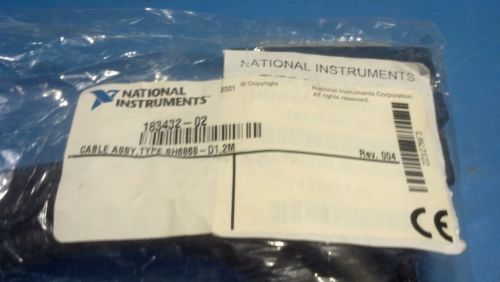 NATIONAL
INSTRUMENTS
183432-02
CABLE ASSY,TYPE SH6868-D1,2M
NATIONAL INSTRUMENTS
2001
© Copyright
National Instruments Corporation.
All rights reserved.
Rev. 004
CE